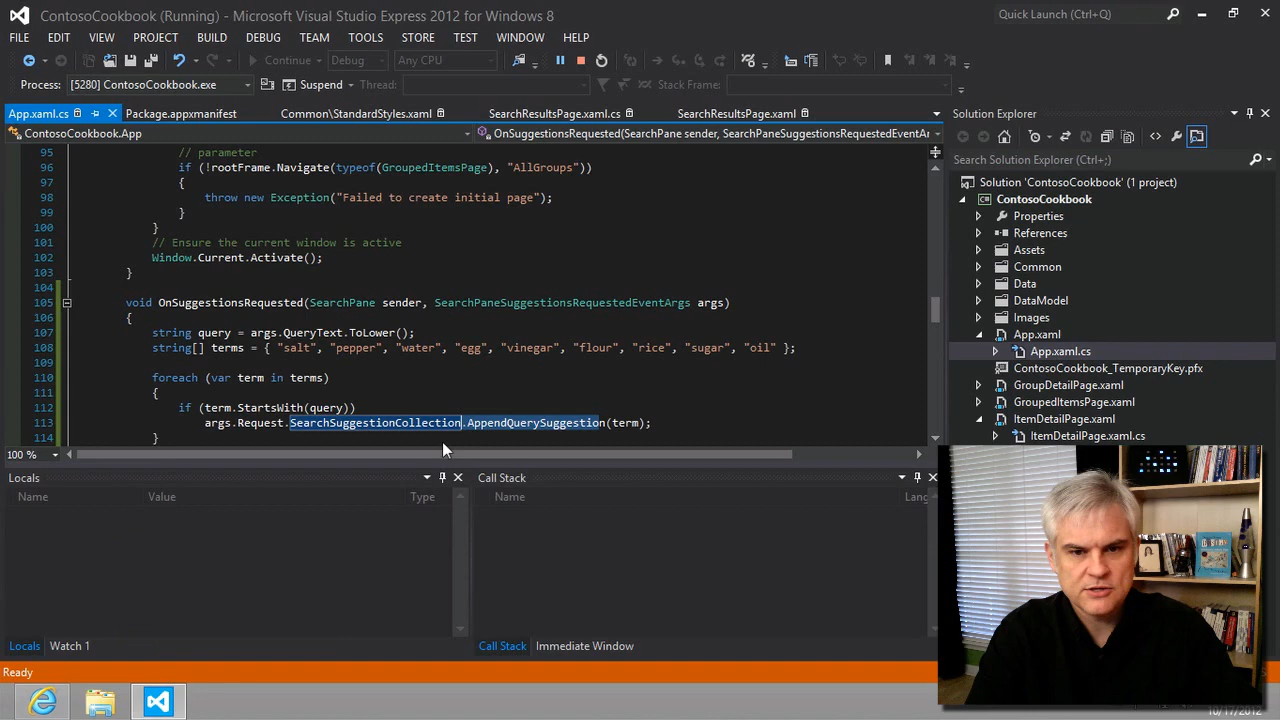 ContosoCookbook (Running) - Microsoft Visual Studio Express 2012 for Windows 8
Quick Launch (Ctrl+Q)
FILE EDIT VIEW PROJECT BUILD DEBUG TEAM TOOLS STORE TEST WINDOW HELP
Continue Debug Any CPU
Process: [5280] ContosoCookbook.exe Suspend Thread: Stack Frame:
App.xaml.cs Package.appxmanifest Common\StandardStyles.xaml SearchResultsPage.xaml.cs SearchResultsPage.xaml
ContosoCookbook.App OnSuggestionsRequested(SearchPane sender, SearchPaneSuggestionsRequestedEventAr
95 // parameter
96 if (!rootFrame.Navigate(typeof(GroupedItemsPage), "AllGroups"))
97 {
98 throw new Exception("Failed to create initial page");
99 }
100 }
101 // Ensure the current window is active
102 Window.Current.Activate();
103 }
104
105 void OnSuggestionsRequested(SearchPane sender, SearchPaneSuggestionsRequestedEventArgs args)
106 {
107 string query = args.QueryText.ToLower();
108 string[] terms = { "salt", "pepper", "water", "egg", "vinegar", "flour", "rice", "sugar", "oil" };
109
110 foreach (var term in terms)
111 {
112 if (term.StartsWith(query))
113 args.Request.SearchSuggestionCollection.AppendQuerySuggestion(term);
114 }
100 %
Locals
Name Value Type
Locals Watch 1
Call Stack
Name Lang
Call Stack Immediate Window
Solution Explorer
Search Solution Explorer (Ctrl+;)
Solution 'ContosoCookbook' (1 project)
ContosoCookbook
Properties
References
Assets
Common
Data
DataModel
Images
App.xaml
App.xaml.cs
ContosoCookbook_TemporaryKey.pfx
GroupDetailPage.xaml
GroupedItemsPage.xaml
ItemDetailPage.xaml
ItemDetailPage.xaml.cs
Ready
10/17/2012